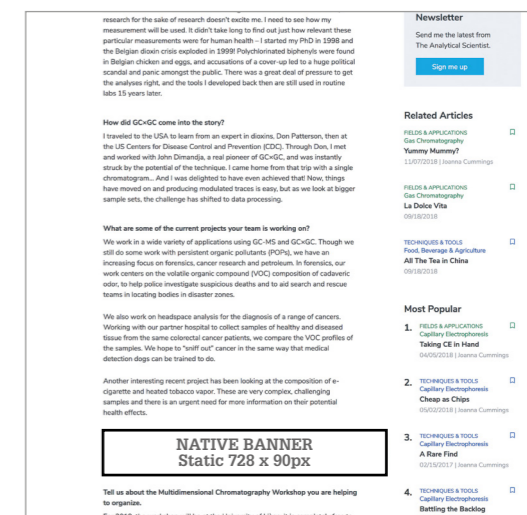 research for the sake of research doesn't excite me. I need to see how my
measurement will be used. It didn't take long to find out just how relevant these
particular measurements were for human health – I started my PhD in 1998 and
the Belgian dioxin crisis exploded in 1999! Polychlorinated biphenyls were found
in Belgian chicken and eggs, and accusations of a cover-up led to a huge political
scandal and panic amongst the public. There was a great deal of pressure to get
the analyses right, and the tools I developed back then are still used in routine
labs 15 years later.
How did GC×GC come into the story?
I traveled to the USA to learn from an expert in dioxins, Don Patterson, then at
the US Centers for Disease Control and Prevention (CDC). Through Don, I met
and worked with John Dimandja, a real pioneer of GC×GC, and was instantly
struck by the potential of the technique. I came home from that trip with a single
chromatogram... And I was delighted to have even achieved that! Now, things
have moved on and producing modulated traces is easy, but as we look at bigger
sample sets, the challenge has shifted to data processing.
What are some of the current projects your team is working on?
We work in a wide variety of applications using GC-MS and GC×GC. Though we
still do some work with persistent organic pollutants (POPs), we have an
increasing focus on forensics, cancer research and petroleum. In forensics, our
work centers on the volatile organic compound (VOC) composition of cadaveric
odor, to help police investigate suspicious deaths and to aid search and rescue
teams in locating bodies in disaster zones.
We also work on headspace analysis for the diagnosis of a range of cancers.
Working with our partner hospital to collect samples of healthy and diseased
tissue from the same colorectal cancer patients, we compare the VOC profiles of
the samples. We hope to "sniff out" cancer in the same way that medical
detection dogs can be trained to do.
Another interesting recent project has been looking at the composition of e-
cigarette and heated tobacco vapor. These are very complex, challenging
samples and there is an urgent need for more information on their potential
health effects.
NATIVE BANNER
Static 728 x 90px
Tell us about the Multidimensional Chromatography Workshop you are helping
to organize.
Newsletter
Send me the latest from
The Analytical Scientist.
Sign me up
Related Articles
FIELDS & APPLICATIONS
Gas Chromatography
Yummy Mummy?
11/07/2018 | Joanna Cummings
FIELDS & APPLICATIONS
Gas Chromatography
La Dolce Vita
09/18/2018
TECHNIQUES & TOOLS
Food, Beverage & Agriculture
All The Tea in China
09/18/2018
Most Popular
1. FIELDS & APPLICATIONS
Capillary Electrophoresis
Taking CE in Hand
04/05/2018 | Joanna Cummings
2. TECHNIQUES & TOOLS
Capillary Electrophoresis
Cheap as Chips
05/02/2018 | Joanna Cummings
3. TECHNIQUES & TOOLS
Capillary Electrophoresis
A Rare Find
02/15/2017 | Joanna Cummings
4. TECHNIQUES & TOOLS
Capillary Electrophoresis
Battling the Backlog